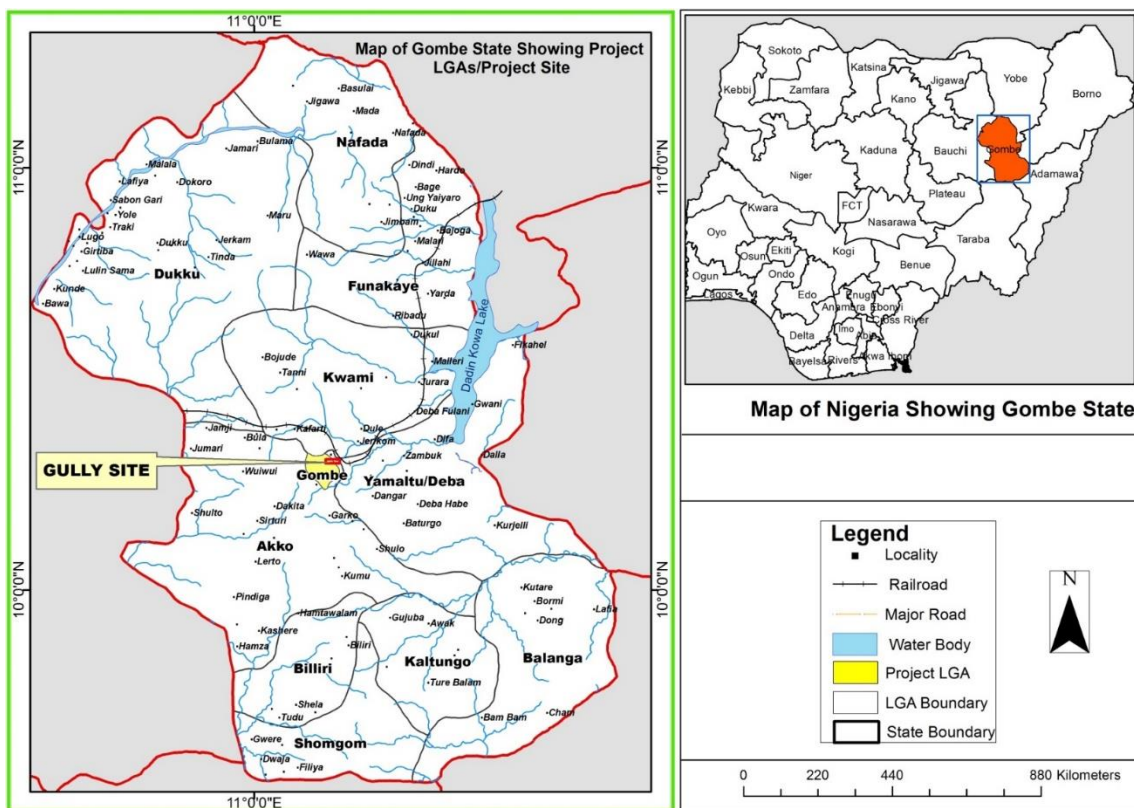 11°0'0"E
Map of Gombe State Showing Project
LGAs/Project Site
Basulai
Jigawa
Mada
Nafada
Nafada
Bulama
Jamari
11°0'0"N
11°0'0"N
Malala
Dindi
Harde
Lafiya
Dokoro
Bage
Ung Yaiyaro
Sabon Gari
Duku
Yole
Maru
Jimoam
Traki
Bajoga
Lugo
Malari
Dukku
Jerkam
Giruba
Tinda
Wawa
Jillahi
Lulin Sama
Dukku
Funakaye
Kunde
Yarda
Bawa
Ribadu
Dukul
Dadin Kowa Lake
Fikahel
Bojude
Malleri
Tanni
Kwami
Jurara
Gwani
Deba Fulani
Jamji
Kafarti
Dule
Bula
Jerikom
Difa
Jumari
Zambuk
Dalla
GULLY SITE
Wuiwui
Gombe
Yamaltu/Deba
Dangar
Deba Habe
Shulto
Dakita
Garko
Sirturi
Baturgo
Kurjeili
Akko
Shulo
Lerto
Kumu
10°0'0"N
10°0'0"N
Kutare
Pindiga
Bormi
Hamtawalam
Lafia
Gujuba
Awak
Dong
Kashere
Hamza
Biliri
Billiri
Kaltungo
Balanga
Ture Balam
Shela
Tudu
Bam Bam
Cham
Gwere
Shomgom
Dwaja
Filiya
11°0'0"E
Sokoto
Katsina
Yobe
Jigawa
Kebbi
Zamfara
Kano
Borno
Kaduna
Bauchi
Gombe
Niger
Adamawa
Plateau
FCT
Kwara
Nasarawa
Oyo
Taraba
Ekiti
Kogi
Osun
Benue
Ogun
Ondo
Lagos
Edo
Enugu
Anambra
Ebonyi
Cross River
Delta
Imo
Abia
Bayelsa
Rivers
Akwa Ibom
Map of Nigeria Showing Gombe State
Legend
Locality
Railroad
Major Road
Water Body
Project LGA
LGA Boundary
State Boundary
N
0 220 440 880 Kilometers